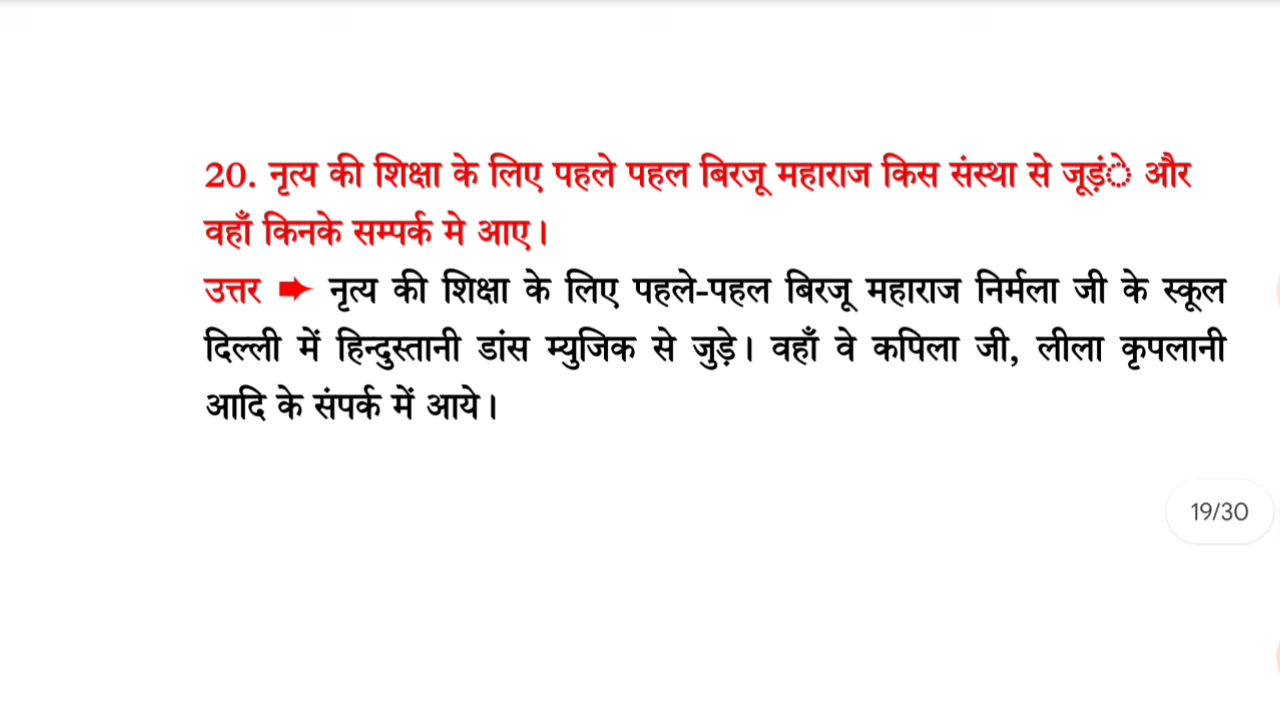 20. नृत्य की शिक्षा के लिए पहले पहल बिरजू महाराज किस संस्था से जूड़ंे और
वहाँ किनके सम्पर्क मे आए।
उत्तर ➨ नृत्य की शिक्षा के लिए पहले-पहल बिरजू महाराज निर्मला जी के स्कूल
दिल्ली में हिन्दुस्तानी डांस म्युजिक से जुड़े। वहाँ वे कपिला जी, लीला कृपलानी
आदि के संपर्क में आये।
19/30